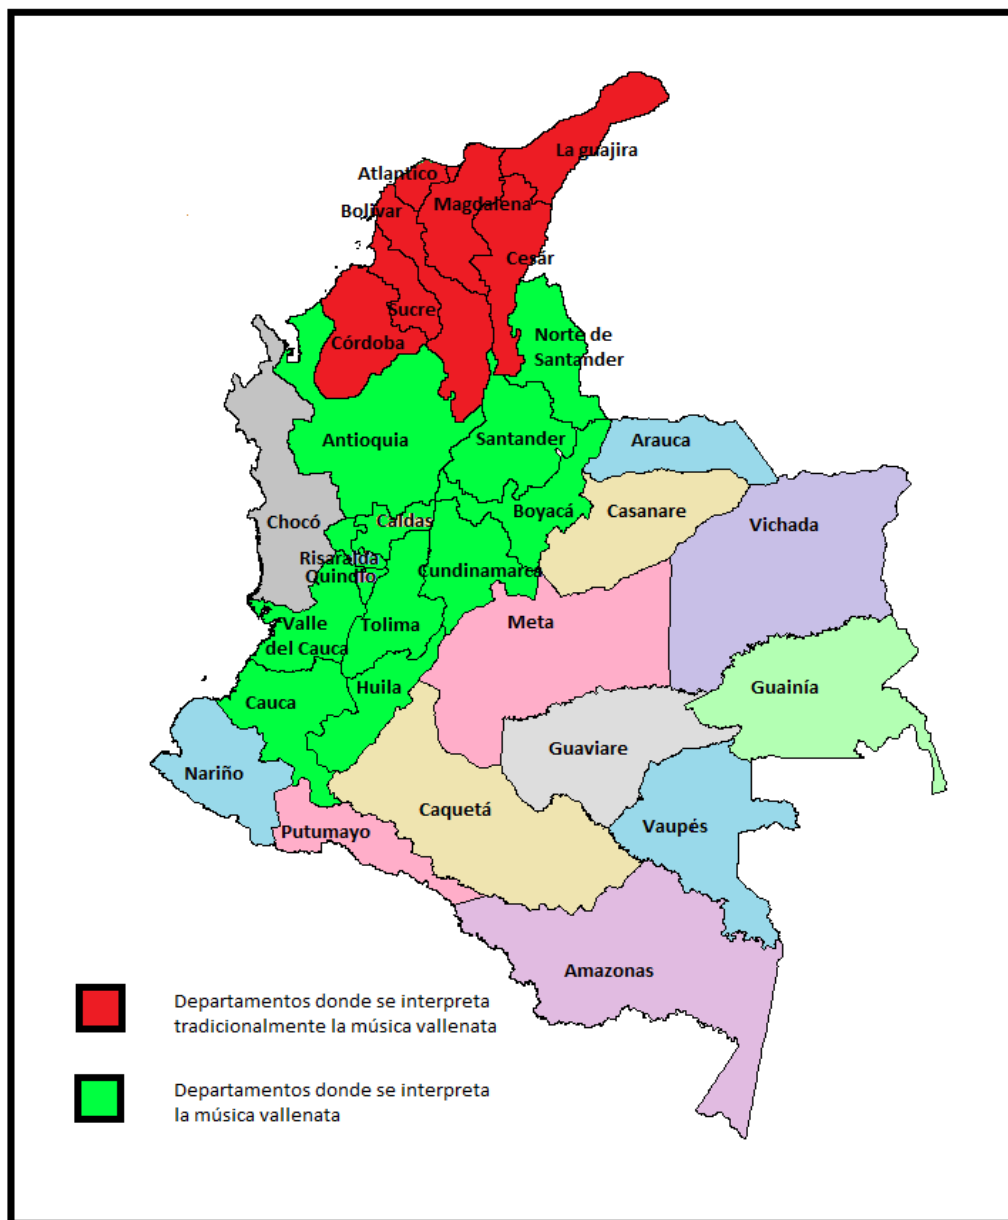 La guajira
Atlantico
Magdalena
Bolivar
Cesár
Sucre
Córdoba
Norte de
Santander
Antioquia
Santander
Arauca
Boyacá
Casanare
Chocó
Caldas
Vichada
Risaralda
Quindío
Cundinamarca
Valle
del Cauca
Tolima
Meta
Huila
Cauca
Guainía
Guaviare
Nariño
Caquetá
Putumayo
Vaupés
Amazonas
Departamentos donde se interpreta
tradicionalmente la música vallenata
Departamentos donde se interpreta
la música vallenata